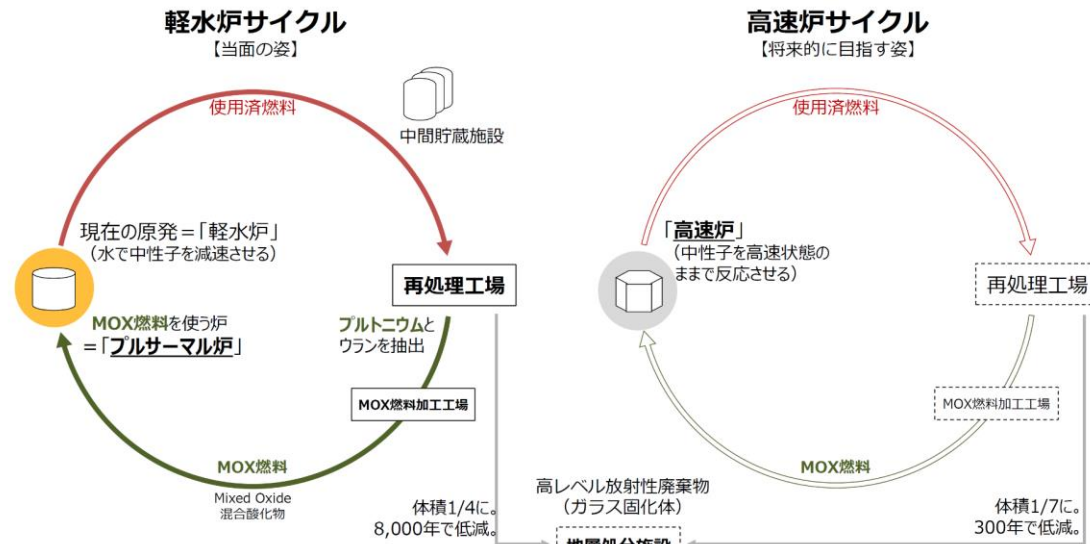 軽水炉サイクル
【当面の姿】
使用済燃料
中間貯蔵施設
現在の原発＝「軽水炉」
（水で中性子を減速させる）
再処理工場
MOX燃料を使う炉
＝「プルサーマル炉」
プルトニウムと
ウランを抽出
MOX燃料加工工場
MOX燃料
Mixed Oxide
混合酸化物
体積1/4に。
8,000年で低減。
高速炉サイクル
【将来的に目指す姿】
使用済燃料
「高速炉」
（中性子を高速状態の
ままで反応させる）
再処理工場
MOX燃料加工工場
MOX燃料
高レベル放射性廃棄物
（ガラス固化体）
体積1/7に。
300年で低減。
地層処分施設